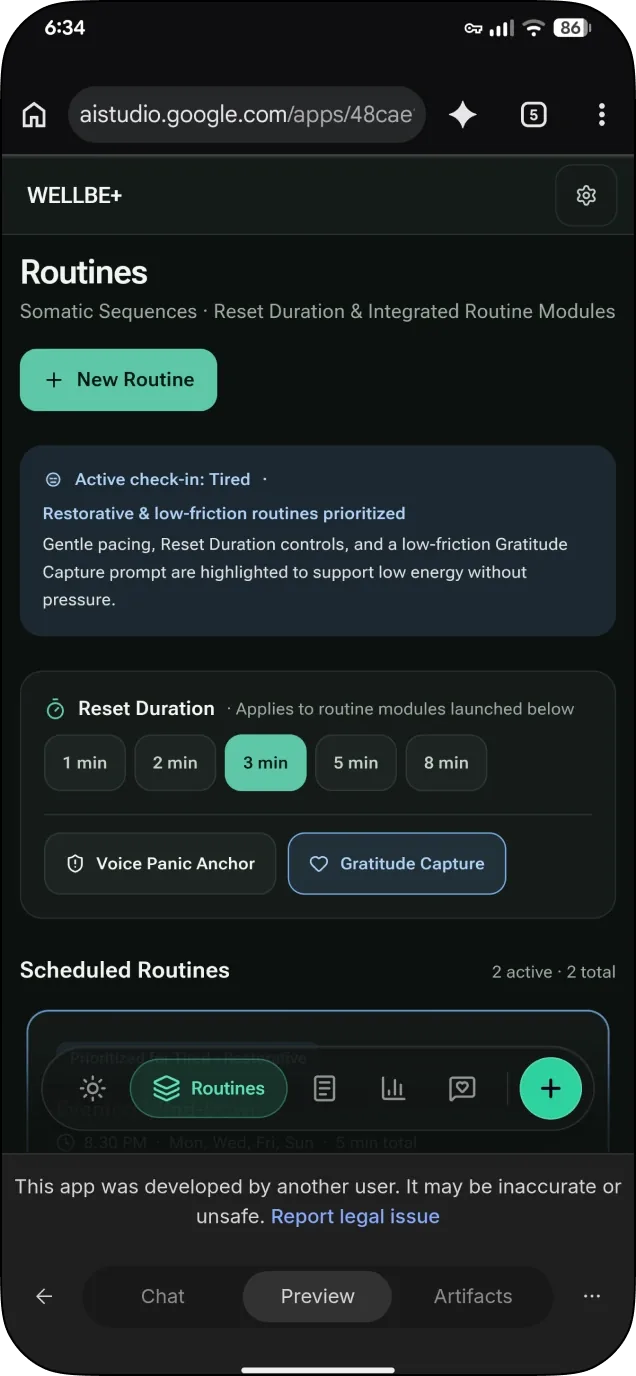 6:34
86
aistudio.google.com/apps/48cae
5
WELLBE+
Routines
Somatic Sequences · Reset Duration & Integrated Routine Modules
+ New Routine
Active check-in: Tired ·
Restorative & low-friction routines prioritized
Gentle pacing, Reset Duration controls, and a low-friction Gratitude
Capture prompt are highlighted to support low energy without
pressure.
Reset Duration · Applies to routine modules launched below
1 min 2 min 3 min 5 min 8 min
Voice Panic Anchor Gratitude Capture
Scheduled Routines 2 active · 2 total
Prioritized for Tired · Restorative
Routines
8:30 PM · Mon, Wed, Fri, Sun · 5 min total
This app was developed by another user. It may be inaccurate or
unsafe. Report legal issue
Chat Preview Artifacts